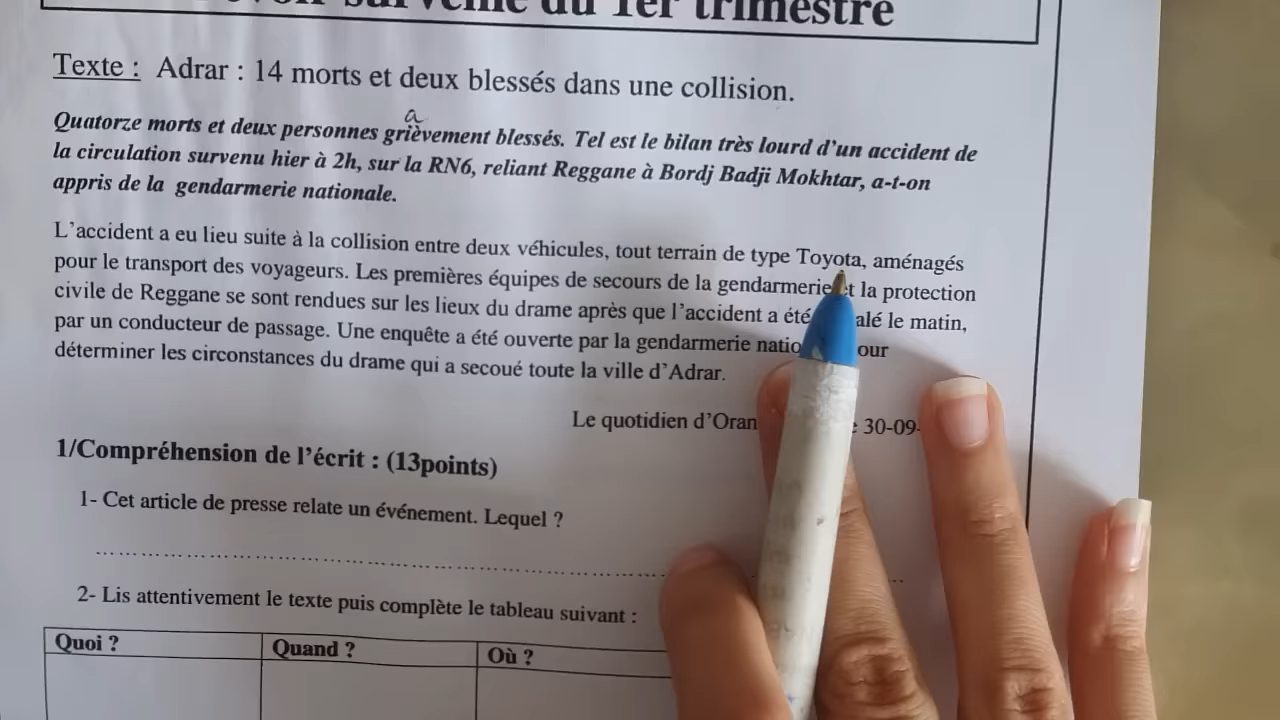 surveillé du 1er trimestre
Texte : Adrar : 14 morts et deux blessés dans une collision.
a
Quatorze morts et deux personnes grièvement blessés. Tel est le bilan très lourd d'un accident de
la circulation survenu hier à 2h, sur la RN6, reliant Reggane à Bordj Badji Mokhtar, a-t-on
appris de la gendarmerie nationale.
L'accident a eu lieu suite à la collision entre deux véhicules, tout terrain de type Toyota, aménagés
pour le transport des voyageurs. Les premières équipes de secours de la gendarmerie et la protection
civile de Reggane se sont rendues sur les lieux du drame après que l'accident a été alé le matin,
par un conducteur de passage. Une enquête a été ouverte par la gendarmerie natio our
déterminer les circonstances du drame qui a secoué toute la ville d'Adrar.
Le quotidien d'Oran 30-09-
1/Compréhension de l'écrit : (13points)
1- Cet article de presse relate un événement. Lequel ?
2- Lis attentivement le texte puis complète le tableau suivant :
Quoi ? Quand ? Où ?